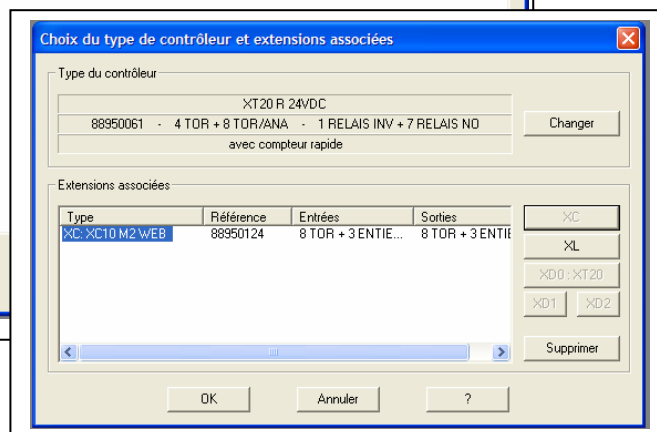 Choix du type de contrôleur et extensions associées
Type du contrôleur
XT20 R 24VDC
88950061 - 4 TOR + 8 TOR/ANA - 1 RELAIS INV + 7 RELAIS NO
avec compteur rapide
Changer
Extensions associées
Type Référence Entrées Sorties
XC: XC10 M2 WEB 88950124 8 TOR + 3 ENTIE... 8 TOR + 3 ENTIE
XC
XL
XD0 : XT20
XD1 XD2
Supprimer
OK Annuler ?